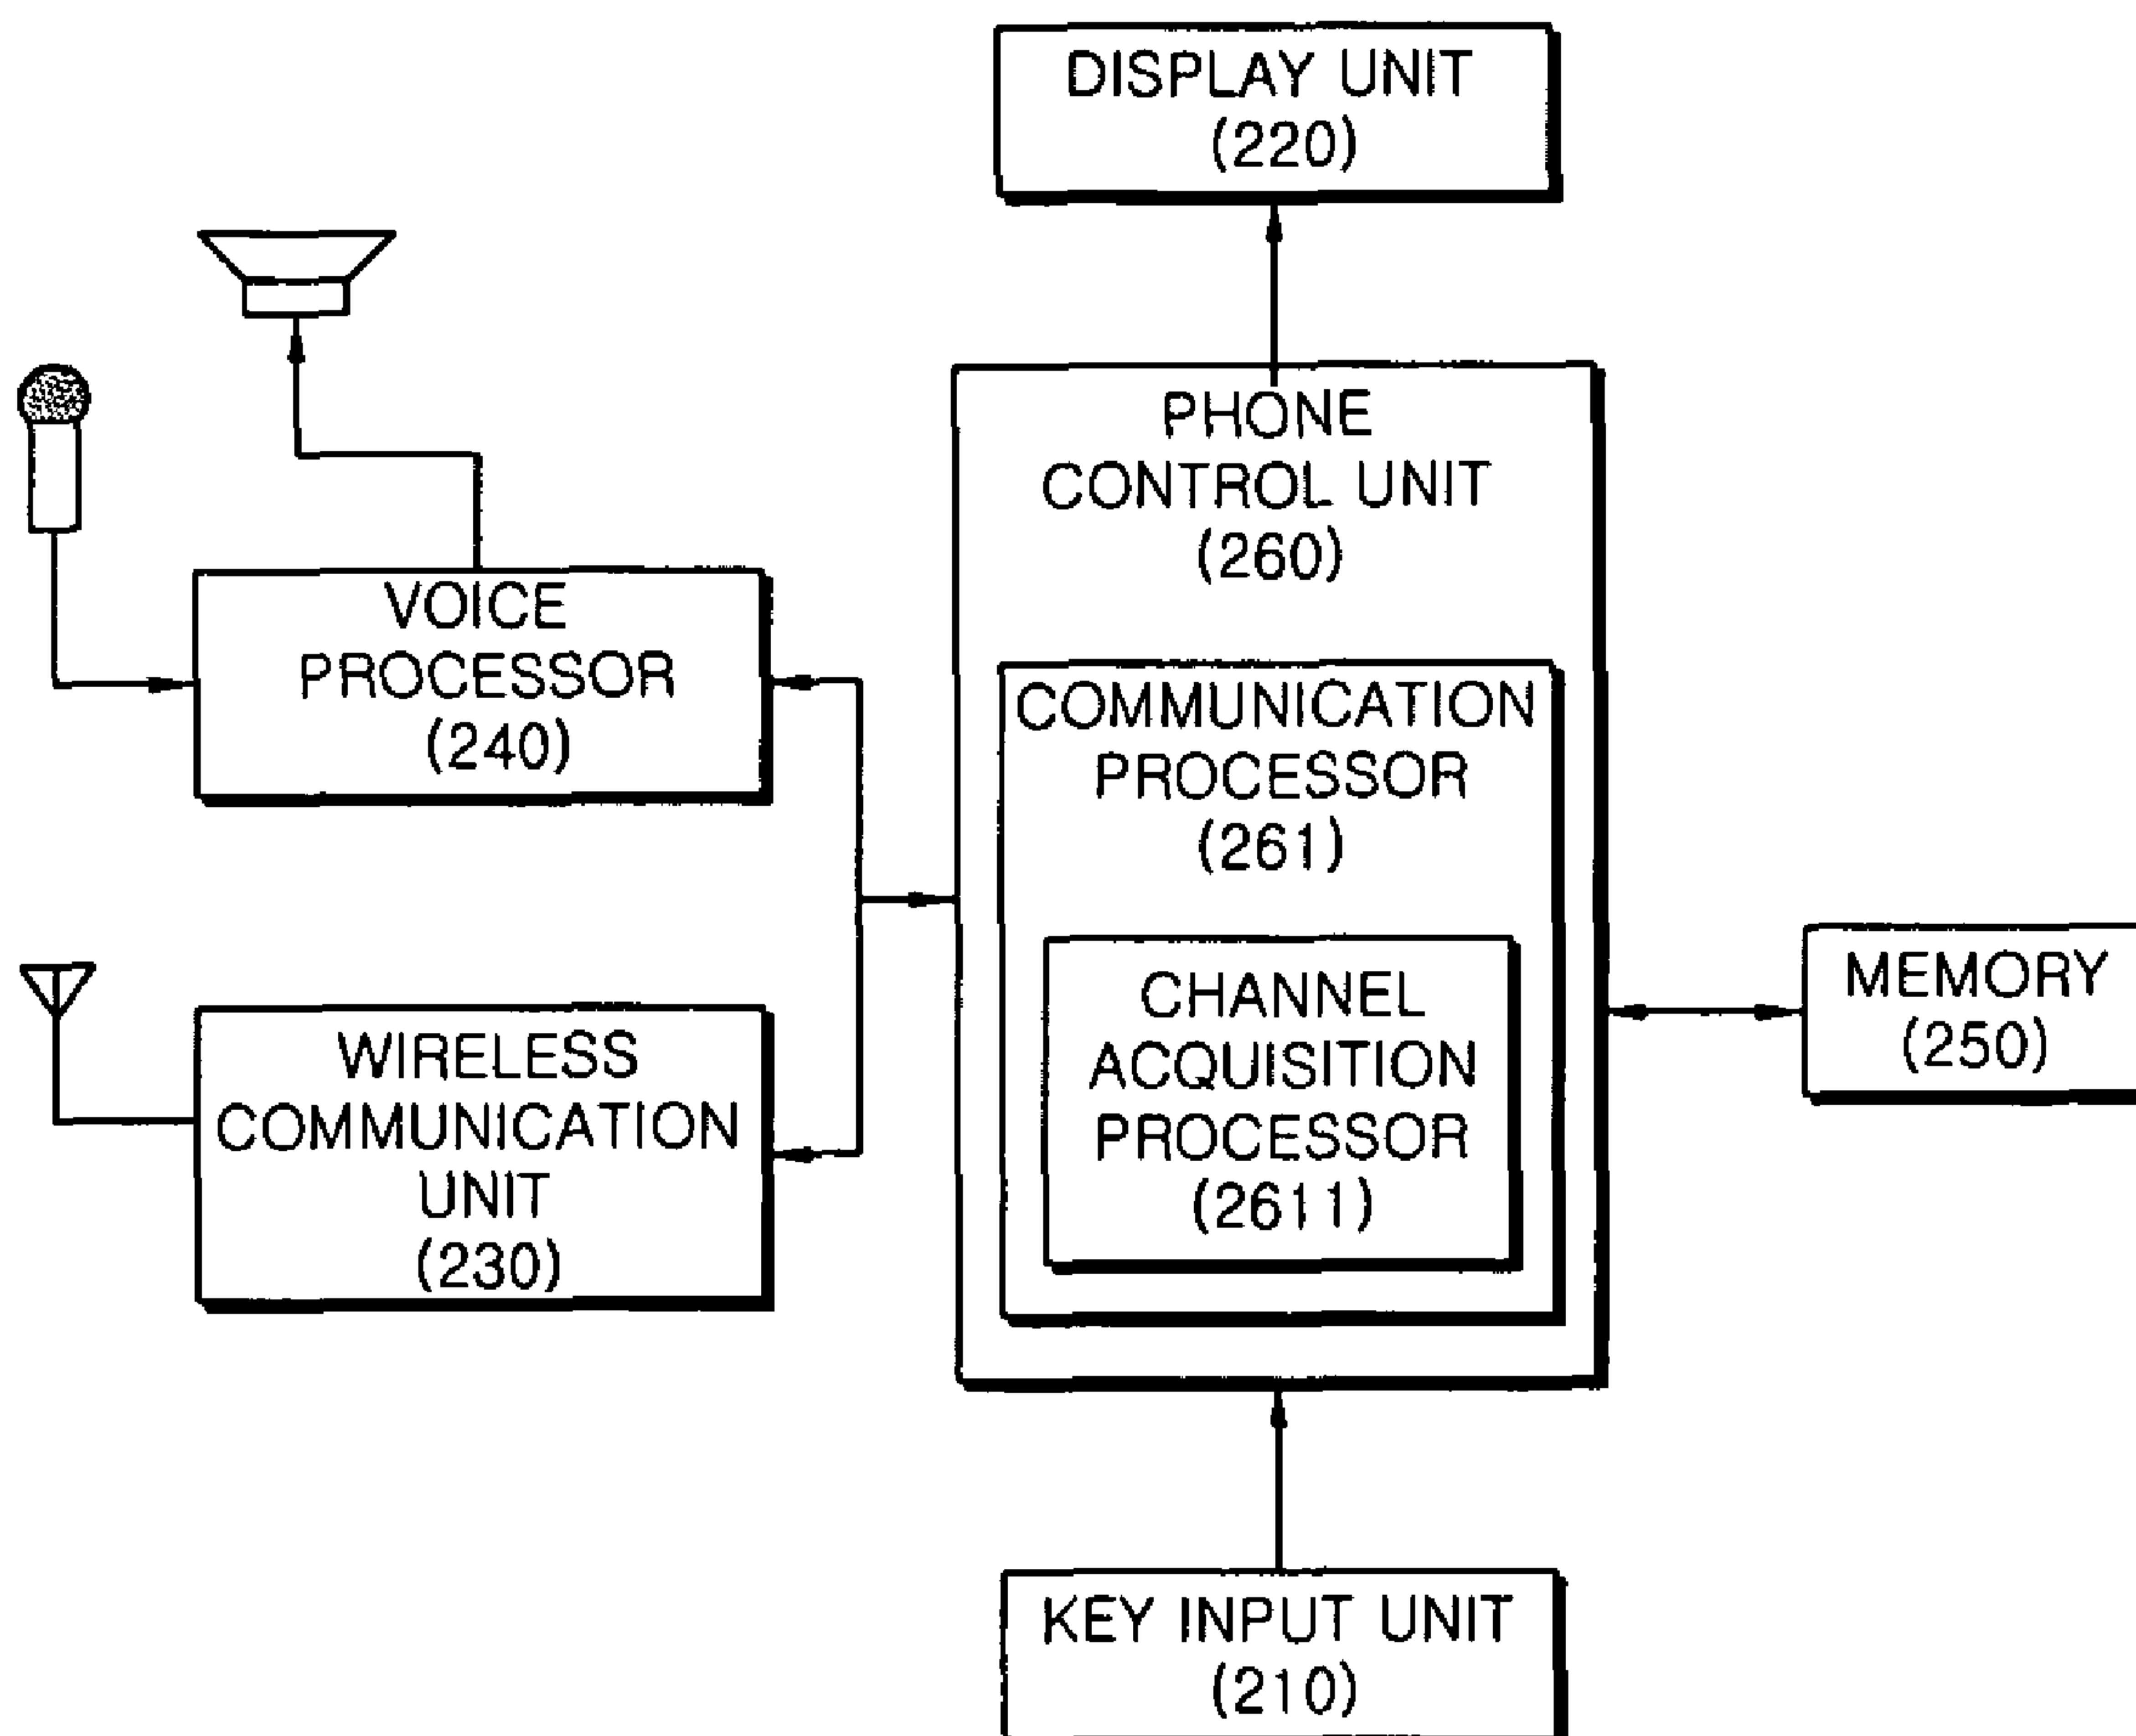 DISPLAY UNIT
(220)
PHONE
CONTROL UNIT
(260)
VOICE
PROCESSOR
(240)
COMMUNICATION
PROCESSOR
(261)
CHANNEL
ACQUISITION
PROCESSOR
(2611)
WIRELESS
COMMUNICATION
UNIT
(230)
MEMORY
(250)
KEY INPUT UNIT
(210)